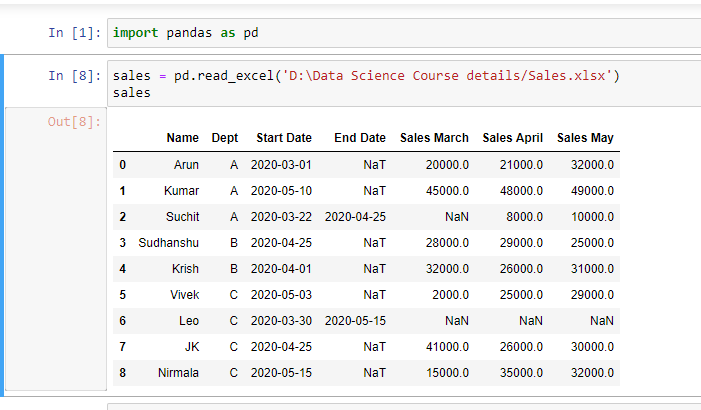 In [1]: import pandas as pd
In [8]: sales = pd.read_excel('D:\Data Science Course details/Sales.xlsx')
sales
Out[8]:
Name Dept Start Date End Date Sales March Sales April Sales May
0 Arun A 2020-03-01 NaT 20000.0 21000.0 32000.0
1 Kumar A 2020-05-10 NaT 45000.0 48000.0 49000.0
2 Suchit A 2020-03-22 2020-04-25 NaN 8000.0 10000.0
3 Sudhanshu B 2020-04-25 NaT 28000.0 29000.0 25000.0
4 Krish B 2020-04-01 NaT 32000.0 26000.0 31000.0
5 Vivek C 2020-05-03 NaT 2000.0 25000.0 29000.0
6 Leo C 2020-03-30 2020-05-15 NaN NaN NaN
7 JK C 2020-04-25 NaT 41000.0 26000.0 30000.0
8 Nirmala C 2020-05-15 NaT 15000.0 35000.0 32000.0